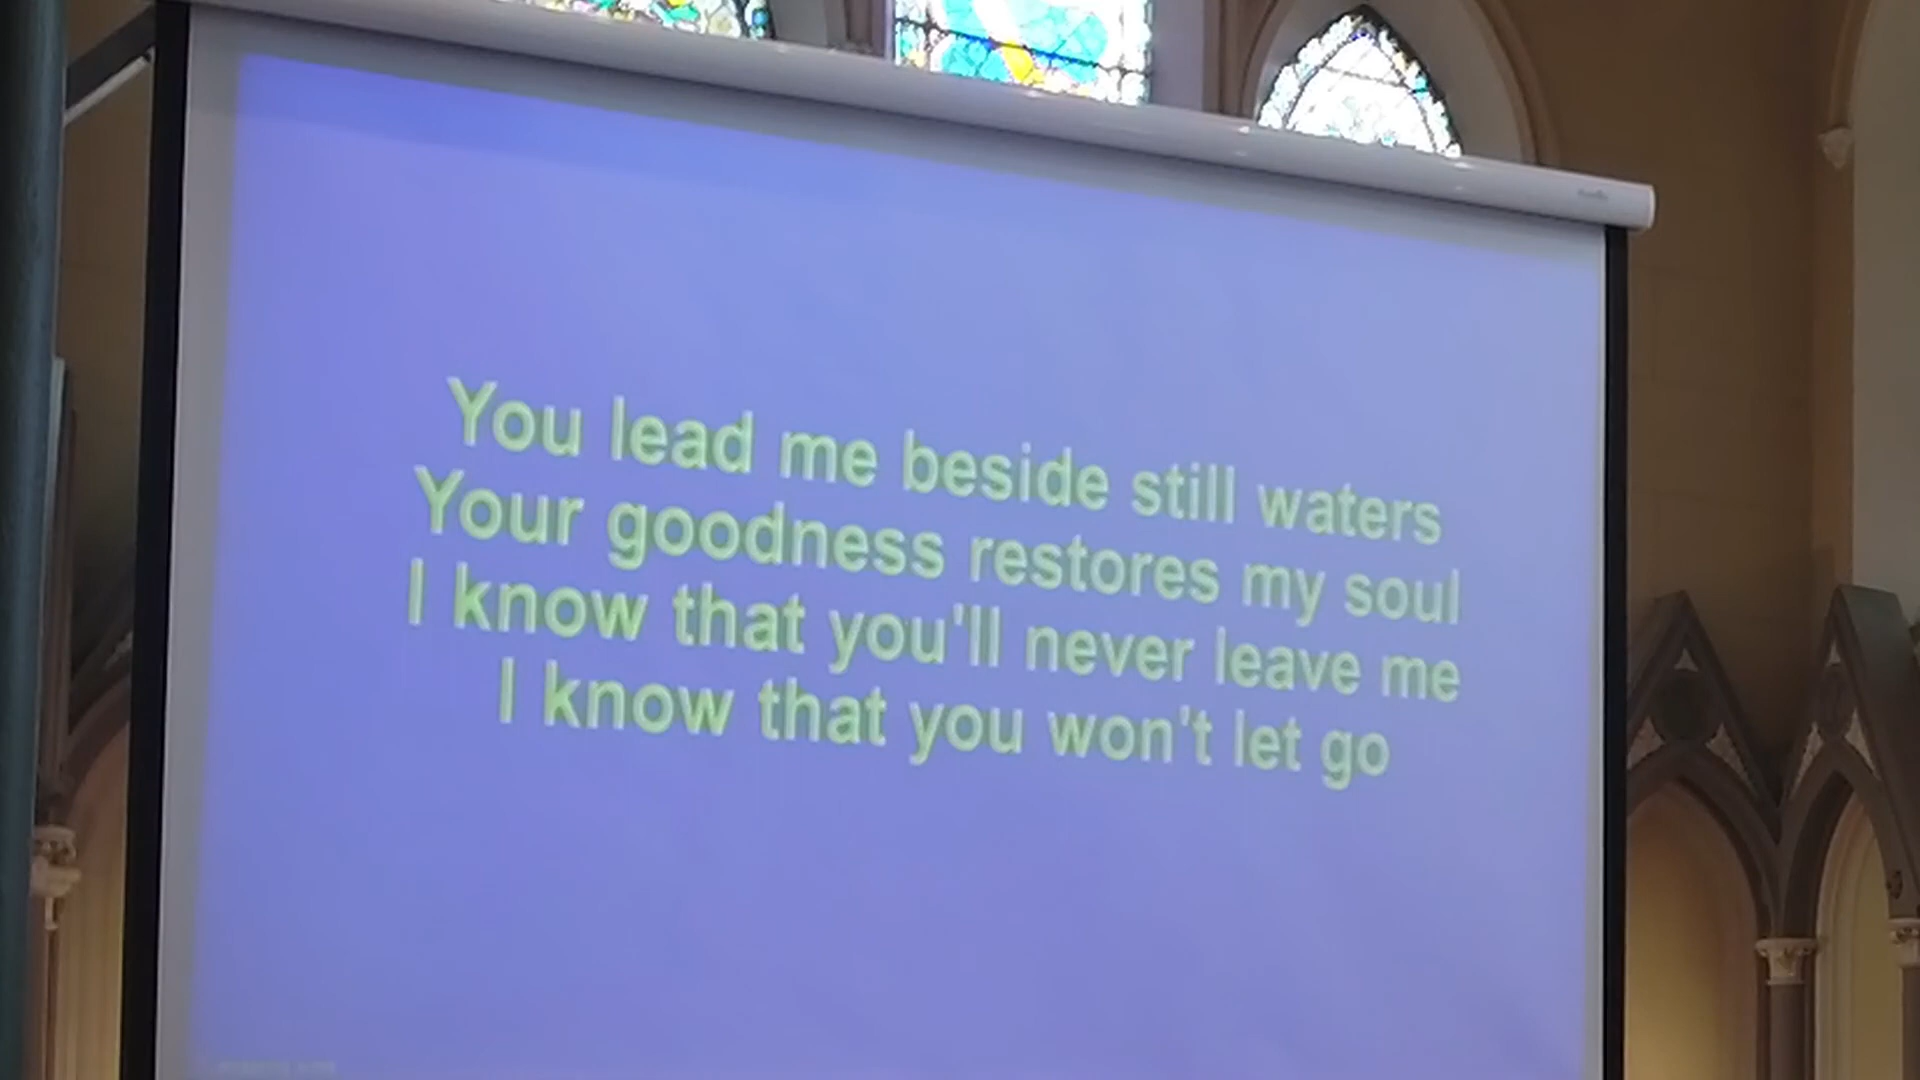 You lead me beside still waters
Your goodness restores my soul
I know that you'll never leave me
I know that you won't let go